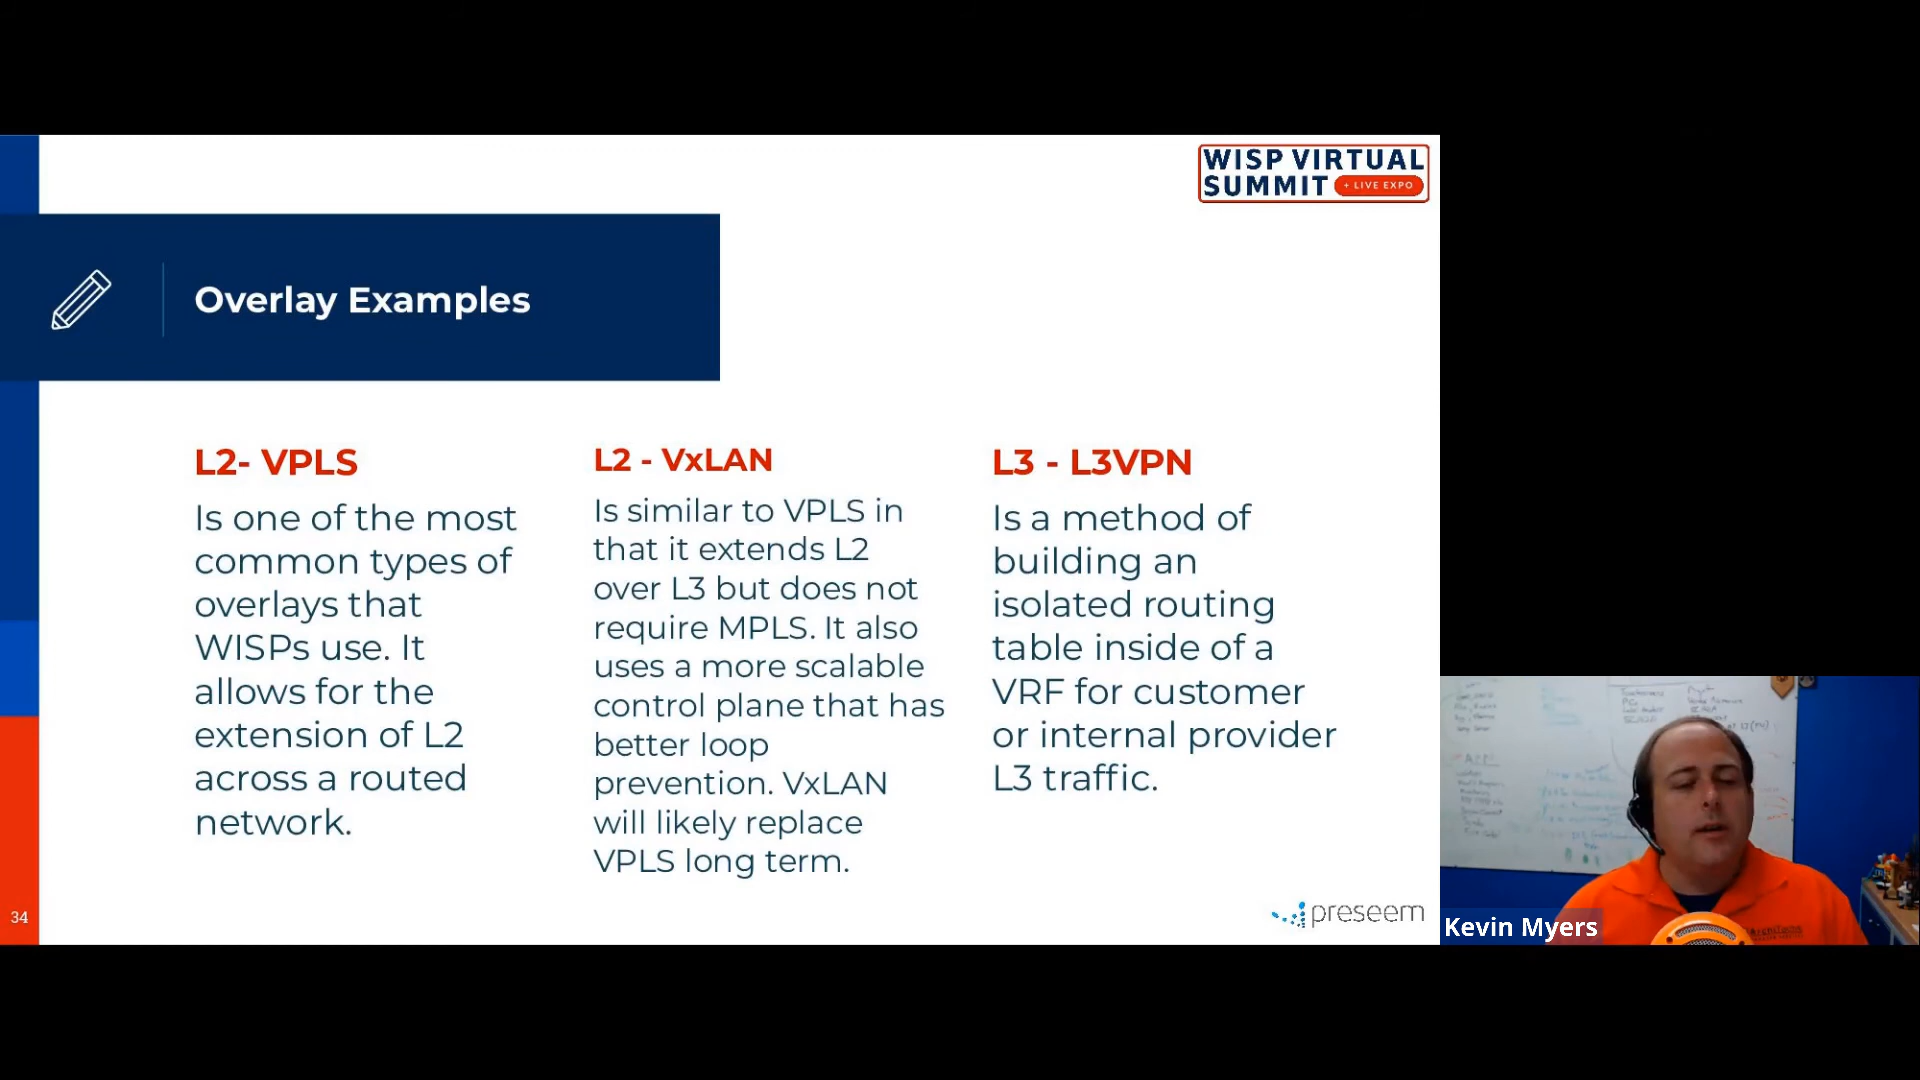 WISP VIRTUAL
SUMMIT + LIVE EXPO
Overlay Examples
L2- VPLS
Is one of the most
common types of
overlays that
WISPs use. It
allows for the
extension of L2
across a routed
network.
L2 - VxLAN
Is similar to VPLS in
that it extends L2
over L3 but does not
require MPLS. It also
uses a more scalable
control plane that has
better loop
prevention. VxLAN
will likely replace
VPLS long term.
L3 - L3VPN
Is a method of
building an
isolated routing
table inside of a
VRF for customer
or internal provider
L3 traffic.
34
preseem
Kevin Myers